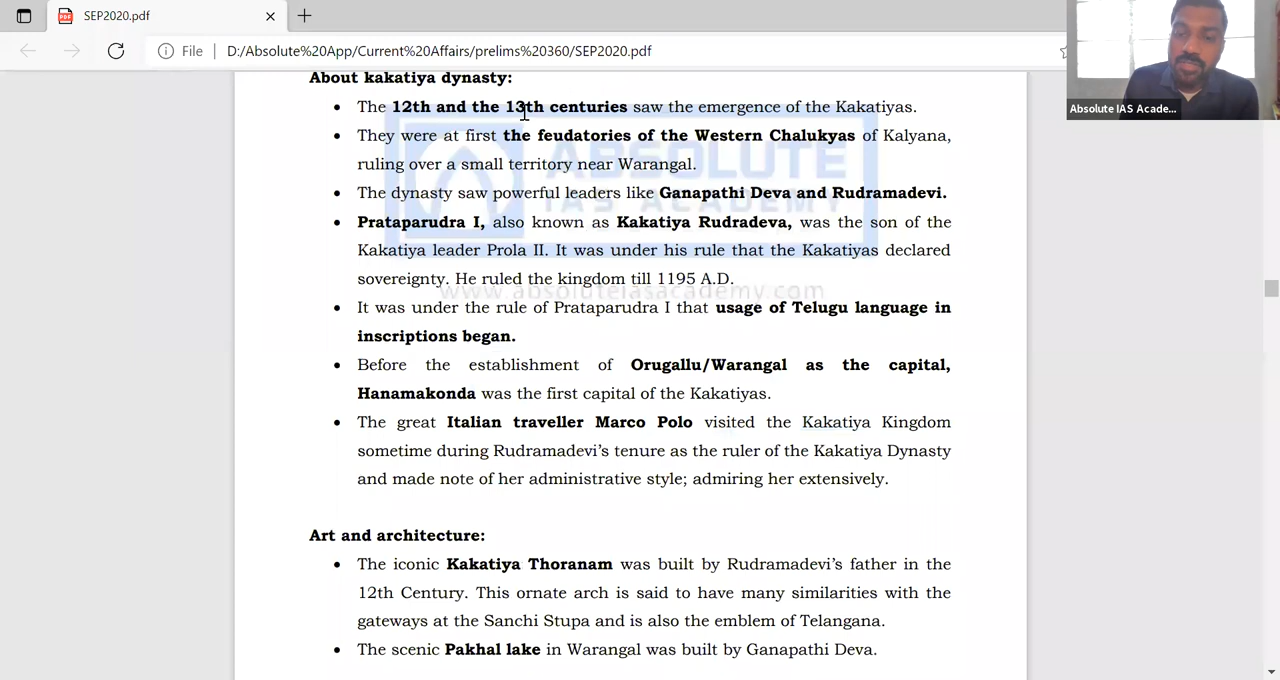 SEP2020.pdf
File | D:/Absolute%20App/Current%20Affairs/prelims%20360/SEP2020.pdf
Absolute IAS Acade...
About kakatiya dynasty:
• The 12th and the 13th centuries saw the emergence of the Kakatiyas.
• They were at first the feudatories of the Western Chalukyas of Kalyana,
ruling over a small territory near Warangal.
• The dynasty saw powerful leaders like Ganapathi Deva and Rudramadevi.
• Prataparudra I, also known as Kakatiya Rudradeva, was the son of the
Kakatiya leader Prola II. It was under his rule that the Kakatiyas declared
sovereignty. He ruled the kingdom till 1195 A.D.
• It was under the rule of Prataparudra I that usage of Telugu language in
inscriptions began.
• Before the establishment of Orugallu/Warangal as the capital,
Hanamakonda was the first capital of the Kakatiyas.
• The great Italian traveller Marco Polo visited the Kakatiya Kingdom
sometime during Rudramadevi's tenure as the ruler of the Kakatiya Dynasty
and made note of her administrative style; admiring her extensively.
Art and architecture:
• The iconic Kakatiya Thoranam was built by Rudramadevi's father in the
12th Century. This ornate arch is said to have many similarities with the
gateways at the Sanchi Stupa and is also the emblem of Telangana.
• The scenic Pakhal lake in Warangal was built by Ganapathi Deva.
ABSOLUTE
IAS ACADEMY
www.absoluteiasacademy.com